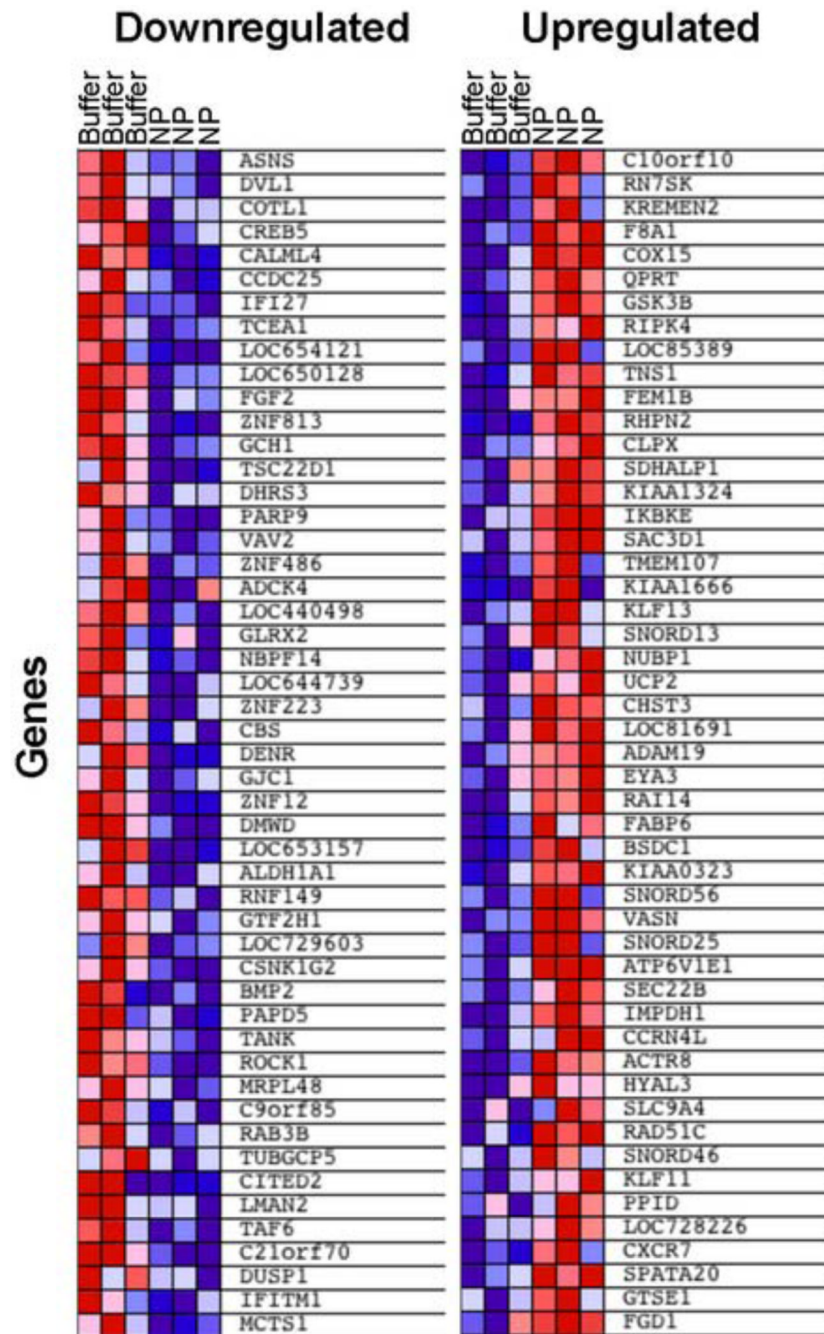 Downregulated
Upregulated
Buffer
Buffer
Buffer
NP
NP
NP
Buffer
Buffer
Buffer
NP
NP
NP
Genes
ASNS
DVL1
COTL1
CREB5
CALML4
CCDC25
IFI27
TCEA1
LOC654121
LOC650128
FGF2
ZNF813
GCH1
TSC22D1
DHRS3
PARP9
VAV2
ZNF486
ADCK4
LOC440498
GLRX2
NBPF14
LOC644739
ZNF223
CBS
DENR
GJC1
ZNF12
DMWD
LOC653157
ALDH1A1
RNF149
GTF2H1
LOC729603
CSNK1G2
BMP2
PAPD5
TANK
ROCK1
MRPL48
C9orf85
RAB3B
TUBGCP5
CITED2
LMAN2
TAF6
C21orf70
DUSP1
IFITM1
MCTS1
C10orf10
RN7SK
KREMEN2
F8A1
COX15
QPRT
GSK3B
RIPK4
LOC85389
TNS1
FEM1B
RHPN2
CLPX
SDHALP1
KIAA1324
IKBKE
SAC3D1
TMEM107
KIAA1666
KLF13
SNORD13
NUBP1
UCP2
CHST3
LOC81691
ADAM19
EYA3
RAI14
FABP6
BSDC1
KIAA0323
SNORD56
VASN
SNORD25
ATP6V1E1
SEC22B
IMPDH1
CCRN4L
ACTR8
HYAL3
SLC9A4
RAD51C
SNORD46
KLF11
PPID
LOC728226
CXCR7
SPATA20
GTSE1
FGD1